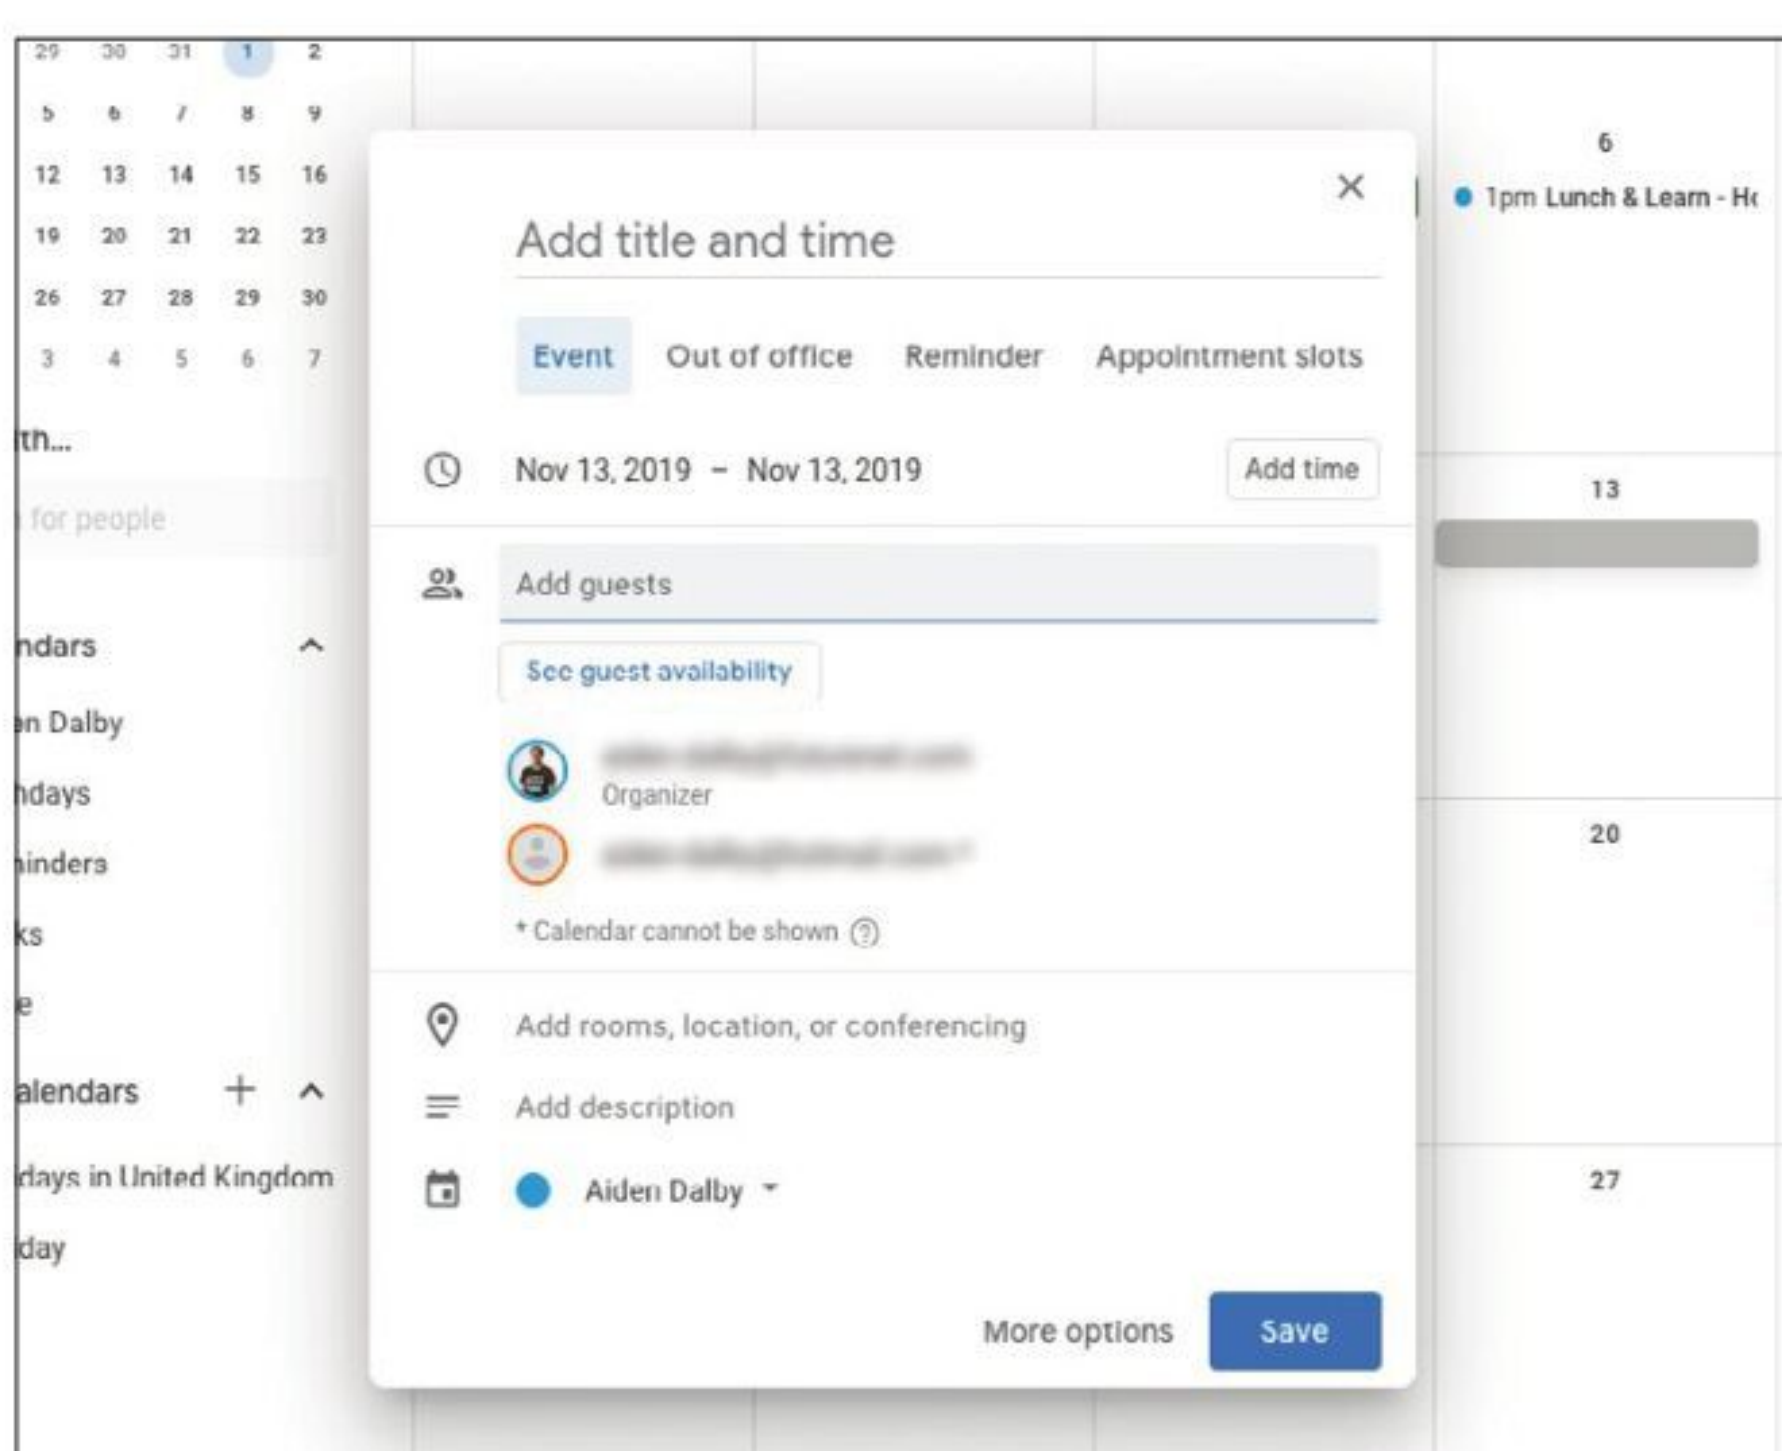 29 30 31 1 2
5 6 7 8 9
12 13 14 15 16
19 20 21 22 23
26 27 28 29 30
3 4 5 6 7
th...
for people
ndars
en Dalby
hdays
inders
ks
e
alendars
days in United Kingdom
day
Add title and time
Event Out of office Reminder Appointment slots
Nov 13, 2019 – Nov 13, 2019 Add time
Add guests
See guest availability
Organizer
* Calendar cannot be shown
Add rooms, location, or conferencing
Add description
Aiden Dalby
More options Save
6
1pm Lunch & Learn - Ho
13
20
27